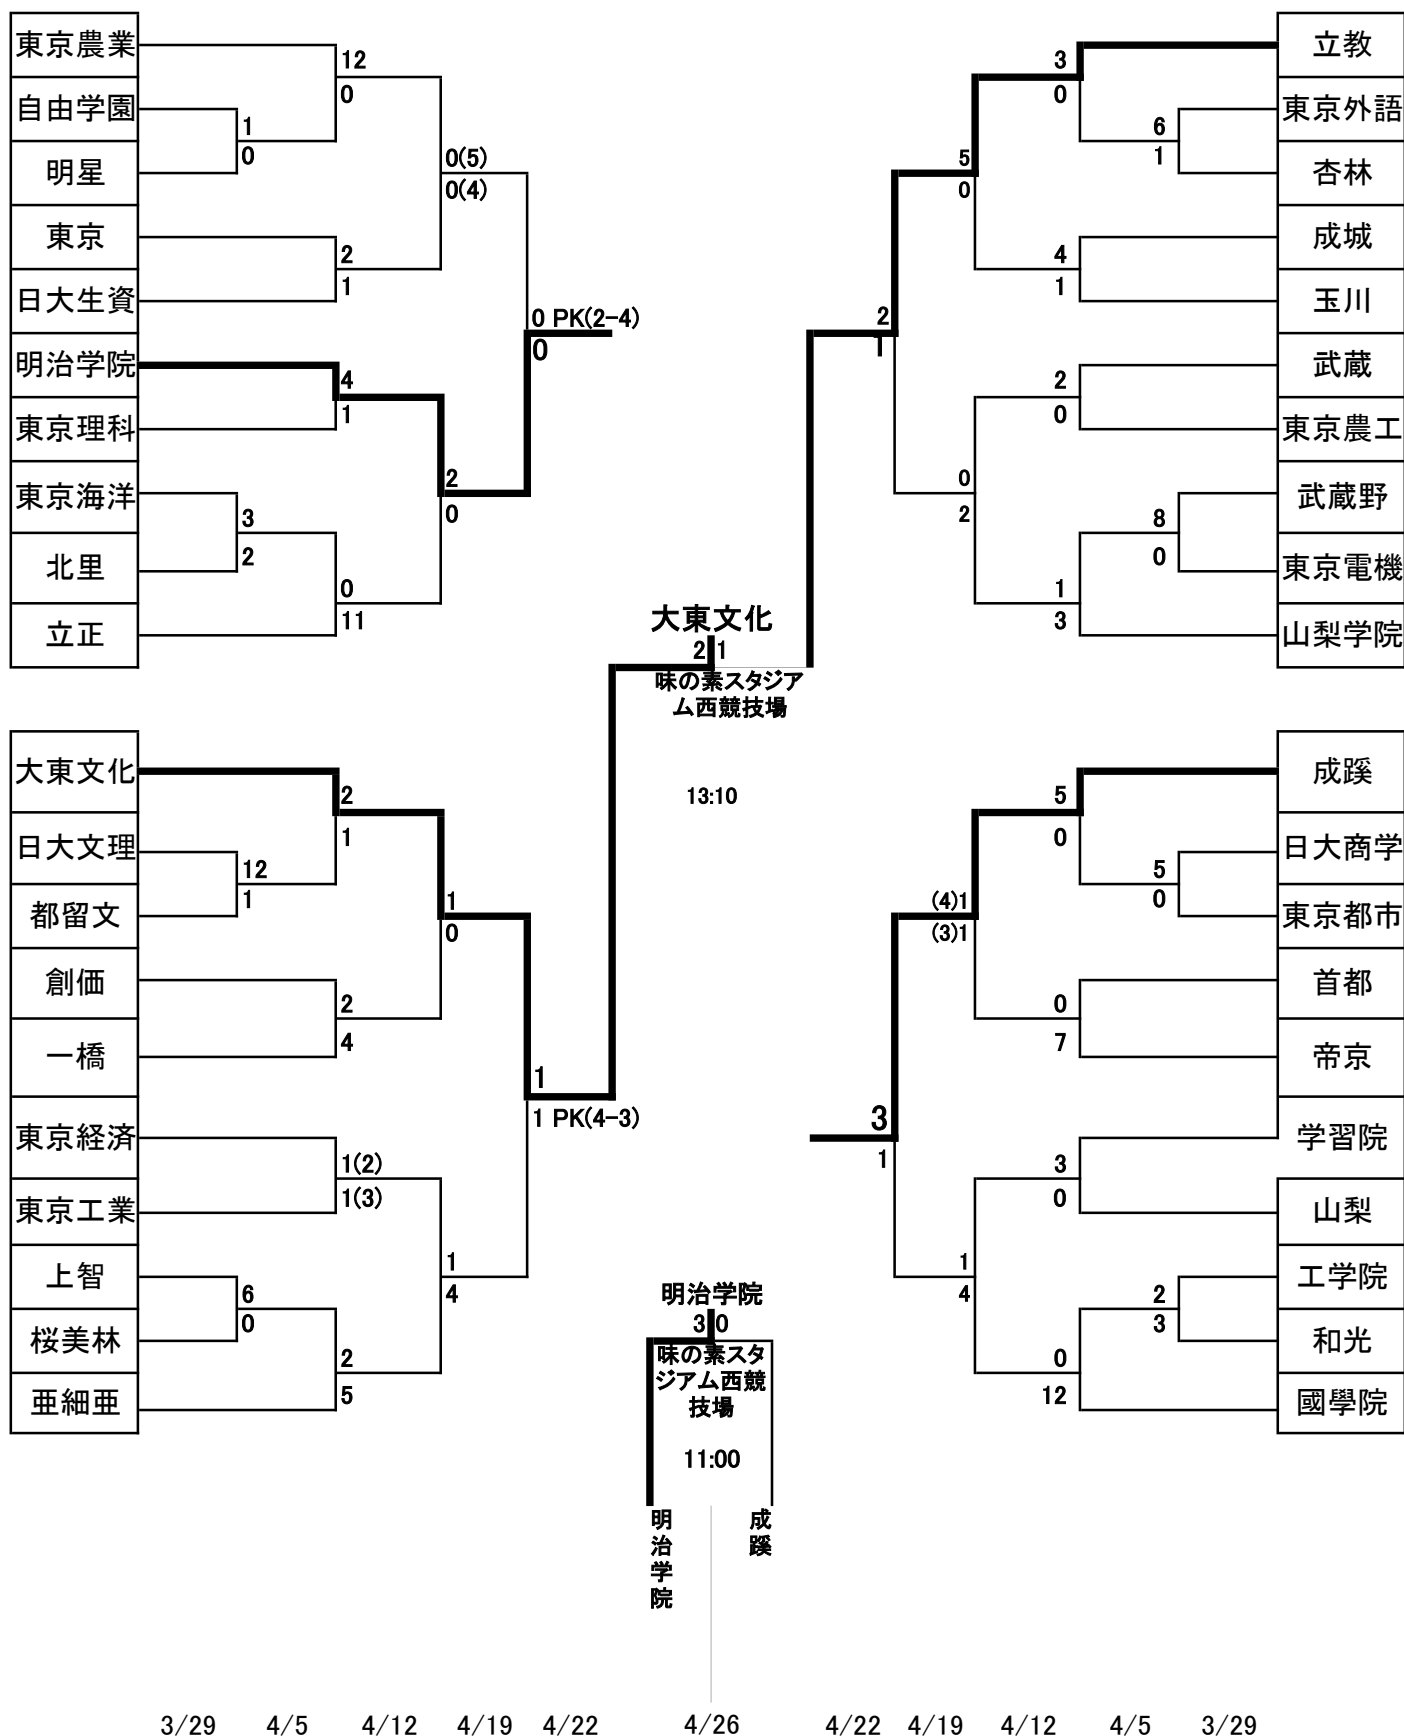 東京農業
自由学園
明星
東京
日大生資
明治学院
東京理科
東京海洋
北里
立正
12
0
1
0
0(5)
0(4)
2
1
0 PK(2-4)
0
4
1
2
0
3
2
0
11
立教
東京外語
杏林
成城
玉川
武蔵
東京農工
武蔵野
東京電機
山梨学院
3
0
6
1
5
0
4
1
2
1
2
0
0
2
8
0
1
3
大東文化
2 1
味の素スタジア
ム西競技場
13:10
大東文化
日大文理
都留文
創価
一橋
東京経済
東京工業
上智
桜美林
亜細亜
2
1
12
1
1
0
2
4
1
1 PK(4-3)
1(2)
1(3)
1
4
6
0
2
5
成蹊
日大商学
東京都市
首都
帝京
学習院
山梨
工学院
和光
國學院
5
0
5
0
(4)1
(3)1
0
7
3
1
3
0
1
4
2
3
0
12
明治学院
3 0
味の素スタ
ジアム西競
技場
11:00
明治学院
成蹊
3/29 4/5 4/12 4/19 4/22 4/26 4/22 4/19 4/12 4/5 3/29